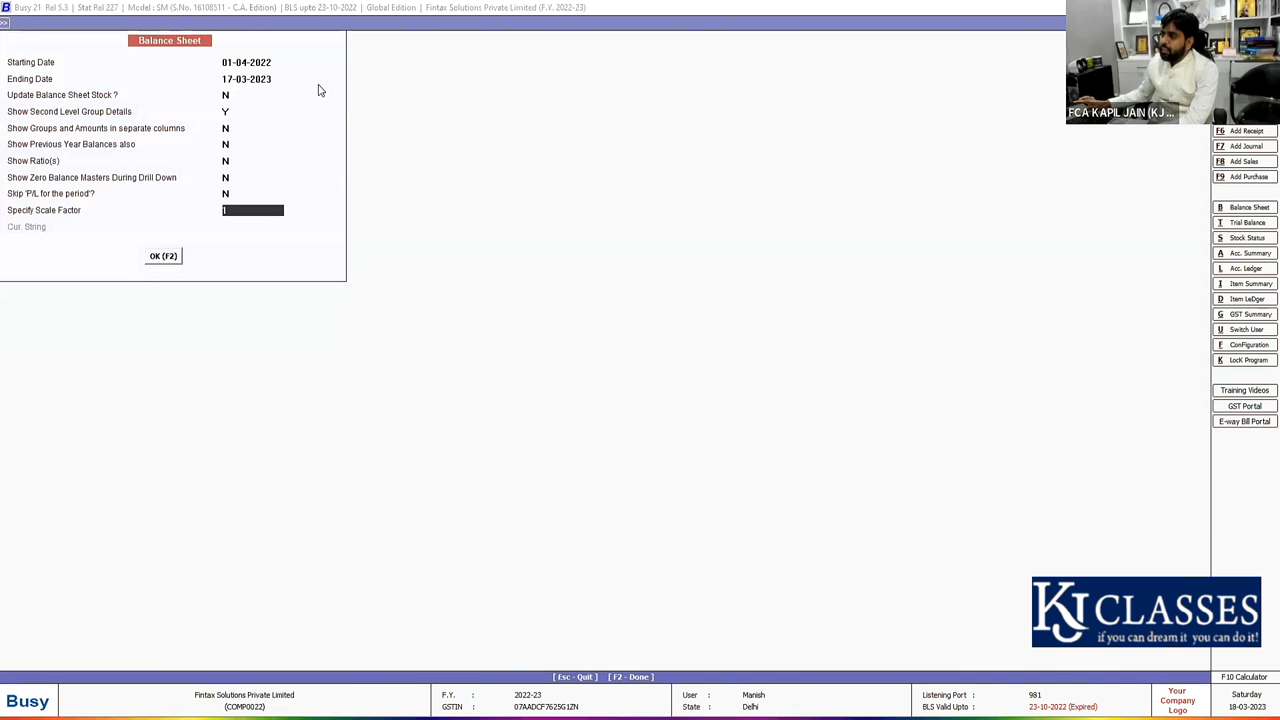 Busy 21 Rel 5.3 | Stat Rel 227 | Model : SM (S.No. 16108511 - C.A. Edition) | BLS upto 23-10-2022 | Global Edition | Fintax Solutions Private Limited (F.Y. 2022-23)
>>
Balance Sheet
Starting Date 01-04-2022
Ending Date 17-03-2023
Update Balance Sheet Stock ? N
Show Second Level Group Details Y
Show Groups and Amounts in separate columns N
Show Previous Year Balances also N
Show Ratio(s) N
Show Zero Balance Masters During Drill Down N
Skip 'P/L for the period'? N
Specify Scale Factor 1
Cur. String
OK (F2)
FCA KAPIL JAIN (KJ ...
F6 Add Receipt
F7 Add Journal
F8 Add Sales
F9 Add Purchase
B Balance Sheet
T Trial Balance
S Stock Status
A Acc. Summary
L Acc. Ledger
I Item Summary
D Item LeDger
G GST Summary
U Switch User
F ConFiguration
K LocK Program
Training Videos
GST Portal
E-way Bill Portal
KJ CLASSES
if you can dream it you can do it!
[ Esc - Quit ] [ F2 - Done ]
F10 Calculator
Busy
Fintax Solutions Private Limited
(COMP0022)
F.Y. : 2022-23
GSTIN : 07AADCF7625G1ZN
User : Manish
State : Delhi
Listening Port : 981
BLS Valid Upto : 23-10-2022 (Expired)
Your
Company
Logo
Saturday
18-03-2023